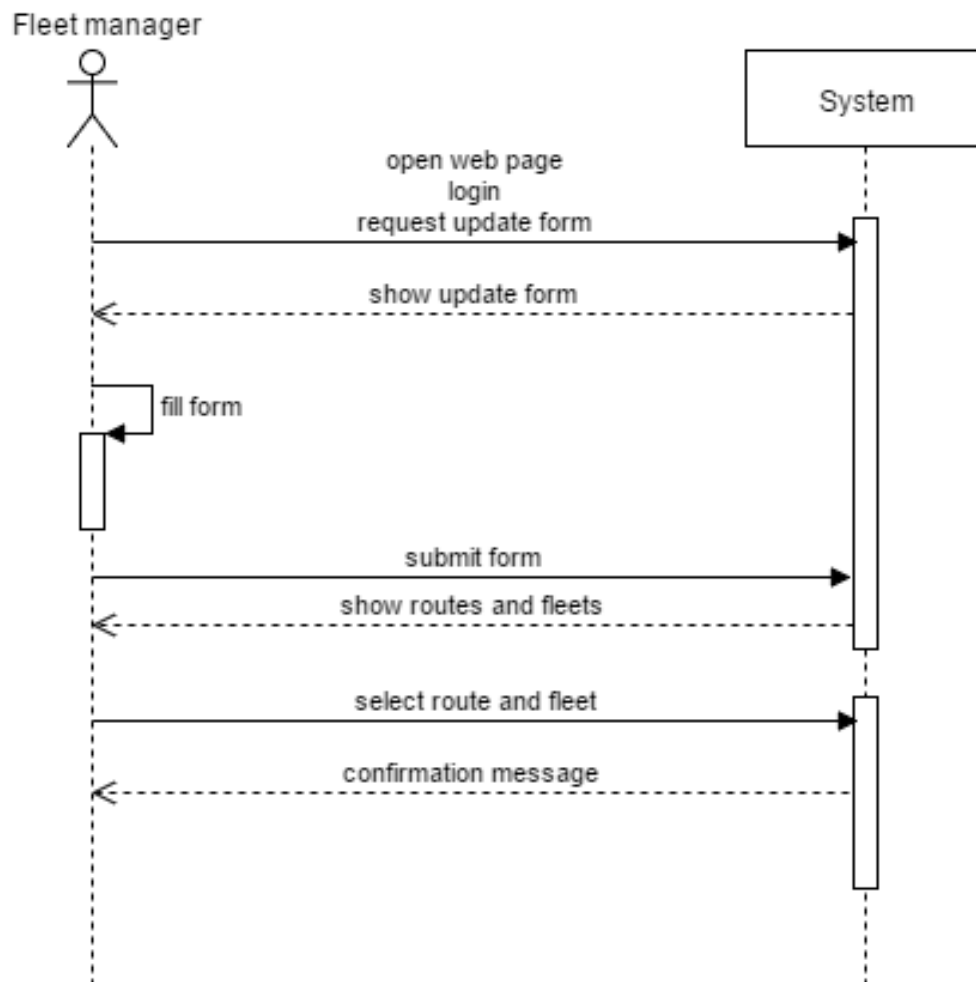 Fleet manager
System
open web page
login
request update form
show update form
fill form
submit form
show routes and fleets
select route and fleet
confirmation message